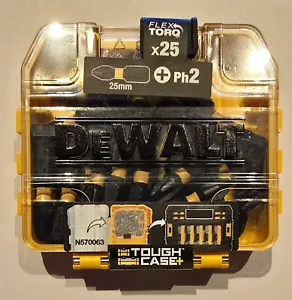 FLEX
TORQ
x25
25mm
Ph2
DEWALT
N570063
TOUGH
CASE+